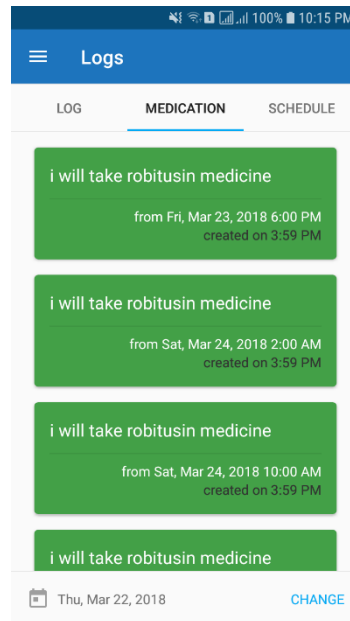 100% 10:15 PM
Logs
LOG MEDICATION SCHEDULE
i will take robitusin medicine
from Fri, Mar 23, 2018 6:00 PM
created on 3:59 PM
i will take robitusin medicine
from Sat, Mar 24, 2018 2:00 AM
created on 3:59 PM
i will take robitusin medicine
from Sat, Mar 24, 2018 10:00 AM
created on 3:59 PM
i will take robitusin medicine
Thu, Mar 22, 2018 CHANGE